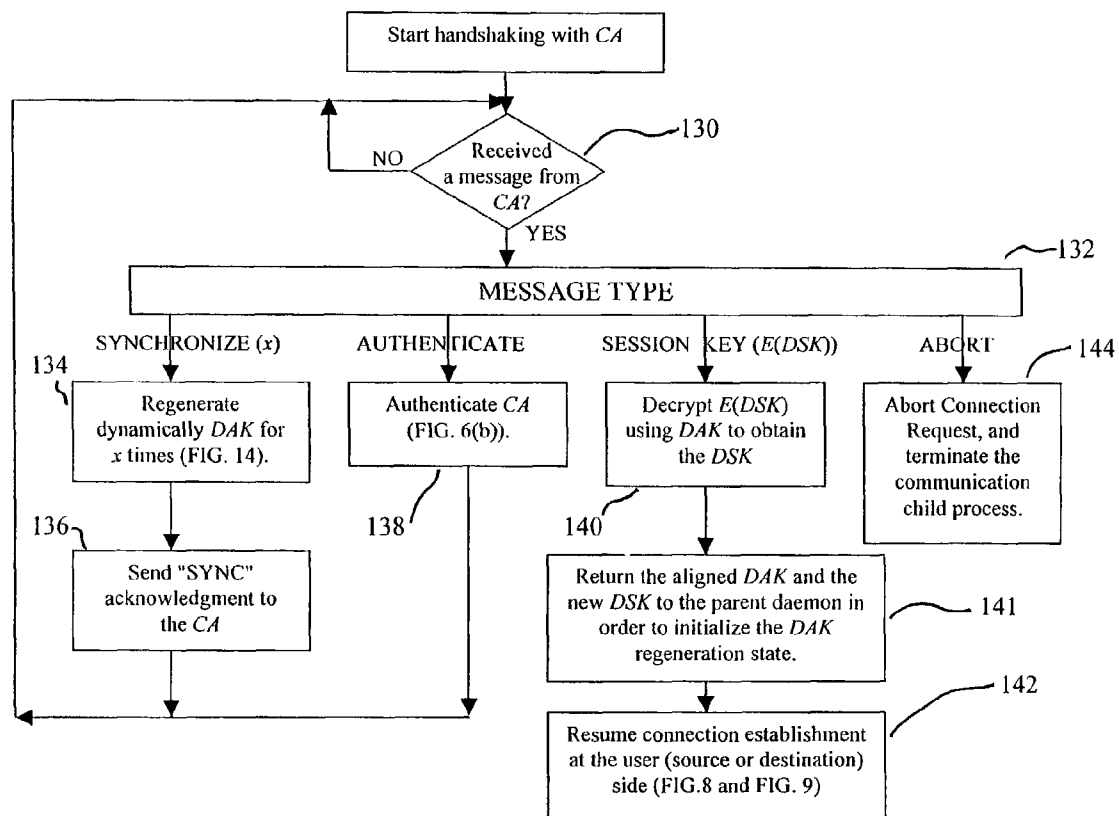 Start handshaking with CA
130
Received
a message from
CA?
NO
YES
132
MESSAGE TYPE
SYNCHRONIZE (x)
AUTHENTICATE
SESSION KEY (E(DSK))
ABORT
134
Regenerate
dynamically DAK for
x times (FIG. 14).
Authenticate CA
(FIG. 6(b)).
138
Decrypt E(DSK)
using DAK to obtain
the DSK
140
144
Abort Connection
Request, and
terminate the
communication
child process.
136
Send "SYNC"
acknowledgment to
the CA
Return the aligned DAK and the
new DSK to the parent daemon in
order to initialize the DAK
regeneration state.
141
142
Resume connection establishment
at the user (source or destination)
side (FIG.8 and FIG. 9)